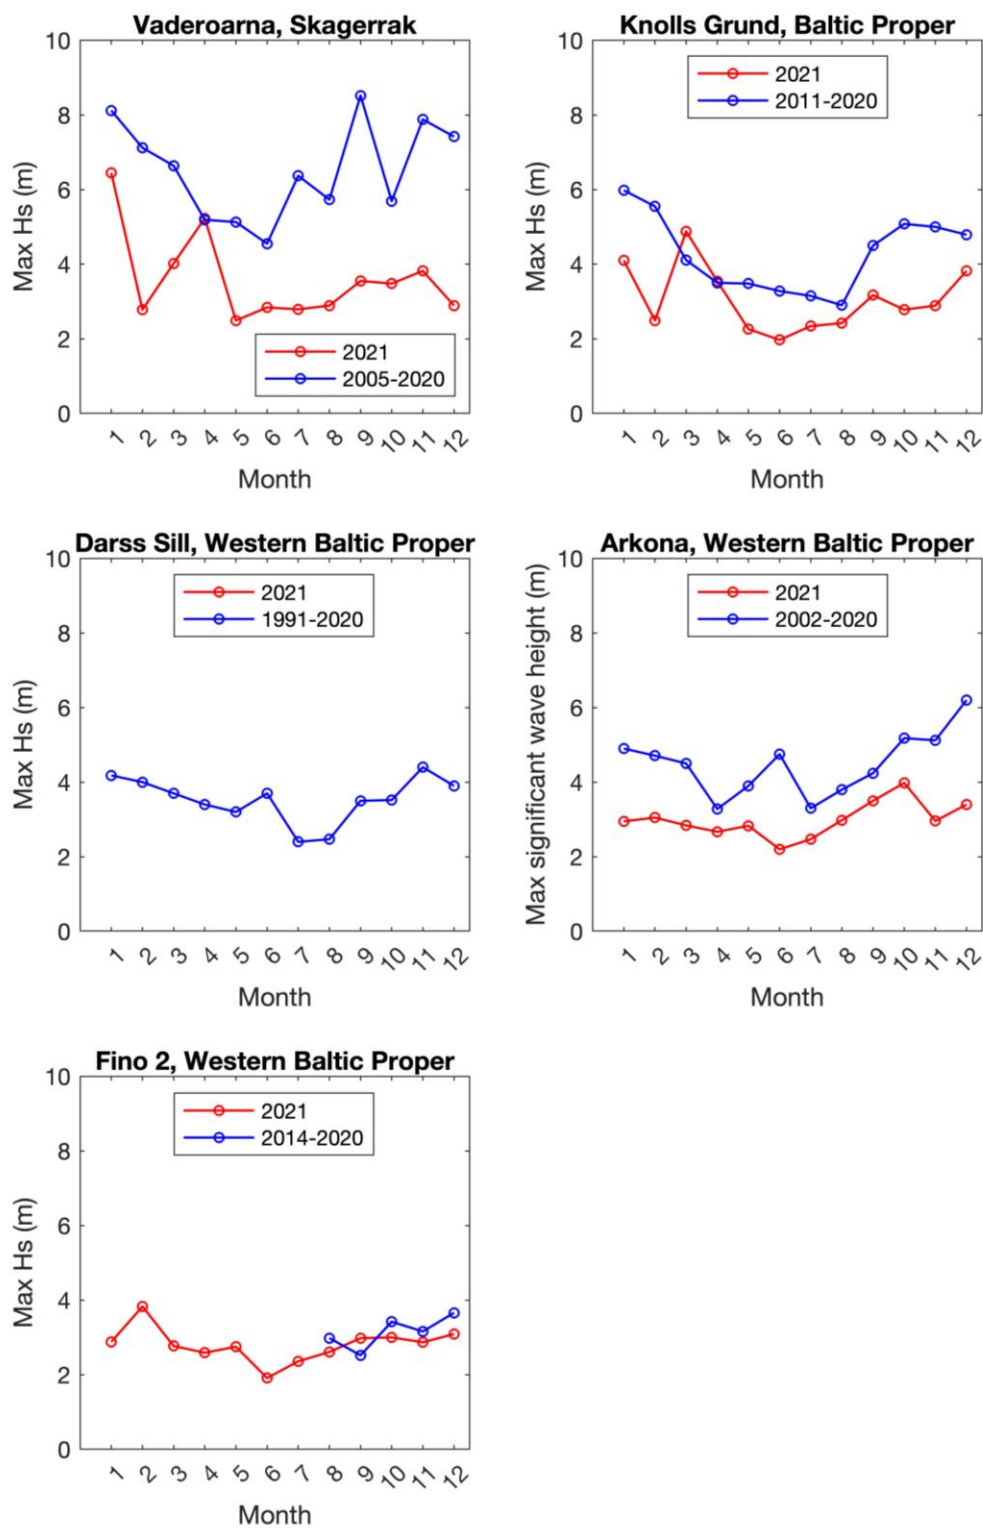 Vaderoarna, Skagerrak
10
8
6
4
2
0
Max Hs (m)
2021
2005-2020
1 2 3 4 5 6 7 8 9 10 11 12
Month
Knolls Grund, Baltic Proper
10
8
6
4
2
0
Max Hs (m)
2021
2011-2020
1 2 3 4 5 6 7 8 9 10 11 12
Month
Darss Sill, Western Baltic Proper
10
8
6
4
2
0
Max Hs (m)
2021
1991-2020
1 2 3 4 5 6 7 8 9 10 11 12
Month
Arkona, Western Baltic Proper
10
8
6
4
2
0
Max significant wave height (m)
2021
2002-2020
1 2 3 4 5 6 7 8 9 10 11 12
Month
Fino 2, Western Baltic Proper
10
8
6
4
2
0
Max Hs (m)
2021
2014-2020
1 2 3 4 5 6 7 8 9 10 11 12
Month